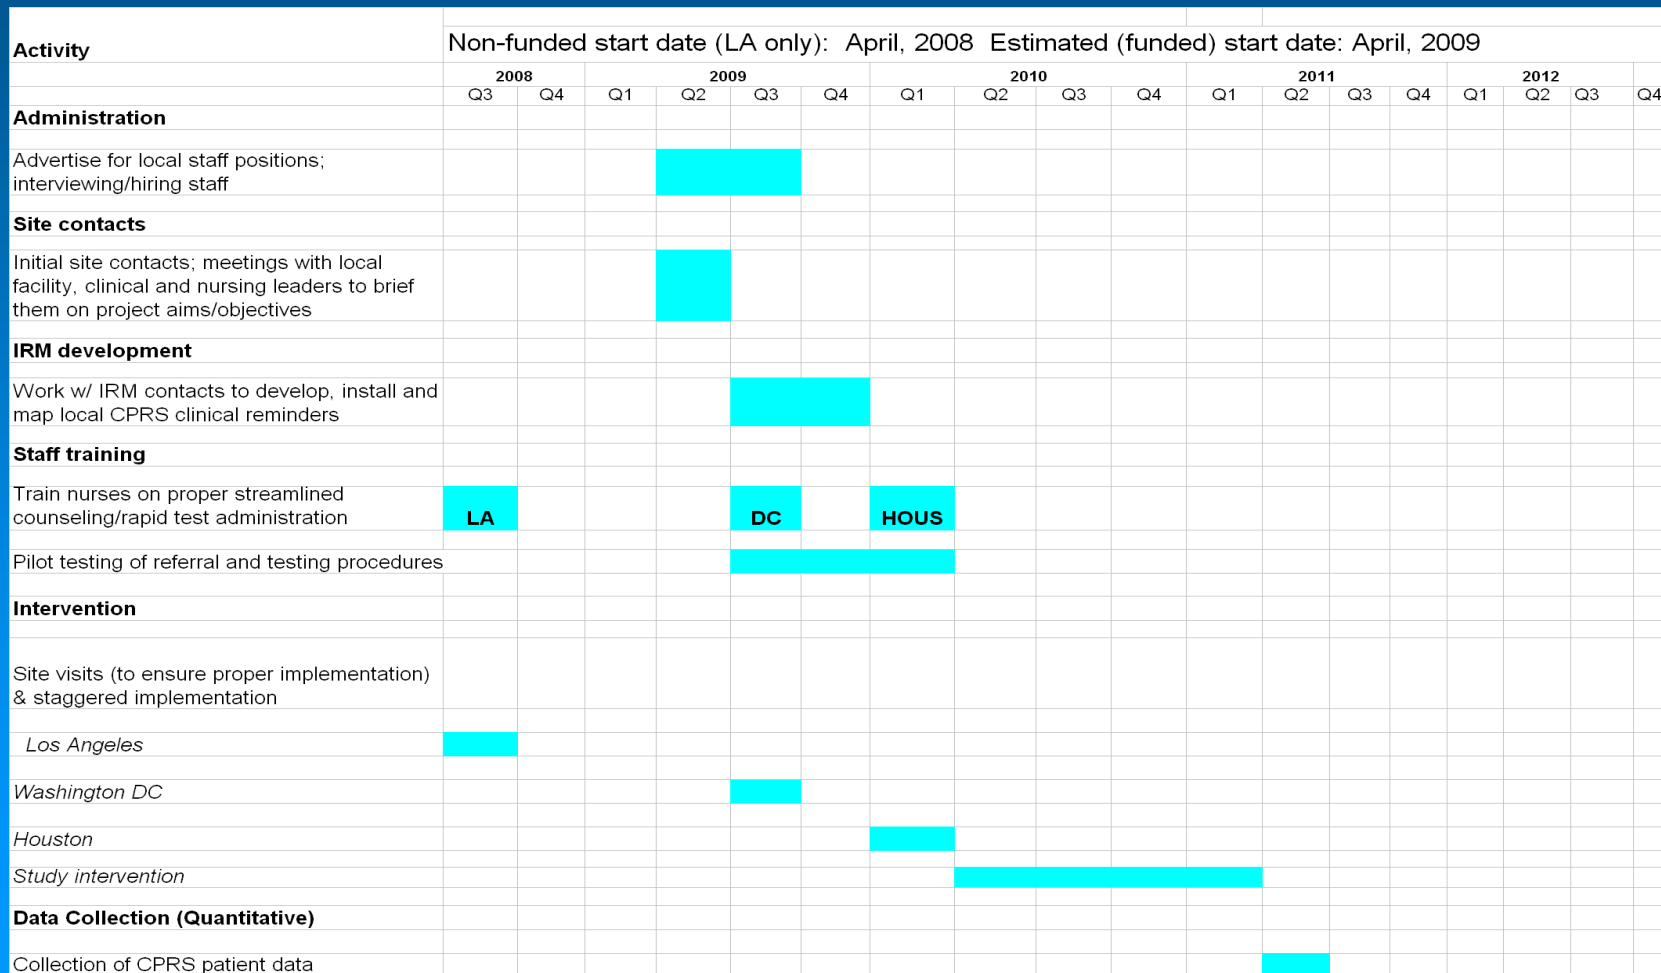 Activity
Non-funded start date (LA only): April, 2008 Estimated (funded) start date: April, 2009
2008 2009 2010 2011 2012
Q3 Q4 Q1 Q2 Q3 Q4 Q1 Q2 Q3 Q4 Q1 Q2 Q3 Q4 Q1 Q2 Q3 Q4
Administration
Advertise for local staff positions;
interviewing/hiring staff
Site contacts
Initial site contacts; meetings with local
facility, clinical and nursing leaders to brief
them on project aims/objectives
IRM development
Work w/ IRM contacts to develop, install and
map local CPRS clinical reminders
Staff training
Train nurses on proper streamlined
counseling/rapid test administration
LA DC HOUS
Pilot testing of referral and testing procedures
Intervention
Site visits (to ensure proper implementation)
& staggered implementation
Los Angeles
Washington DC
Houston
Study intervention
Data Collection (Quantitative)
Collection of CPRS patient data